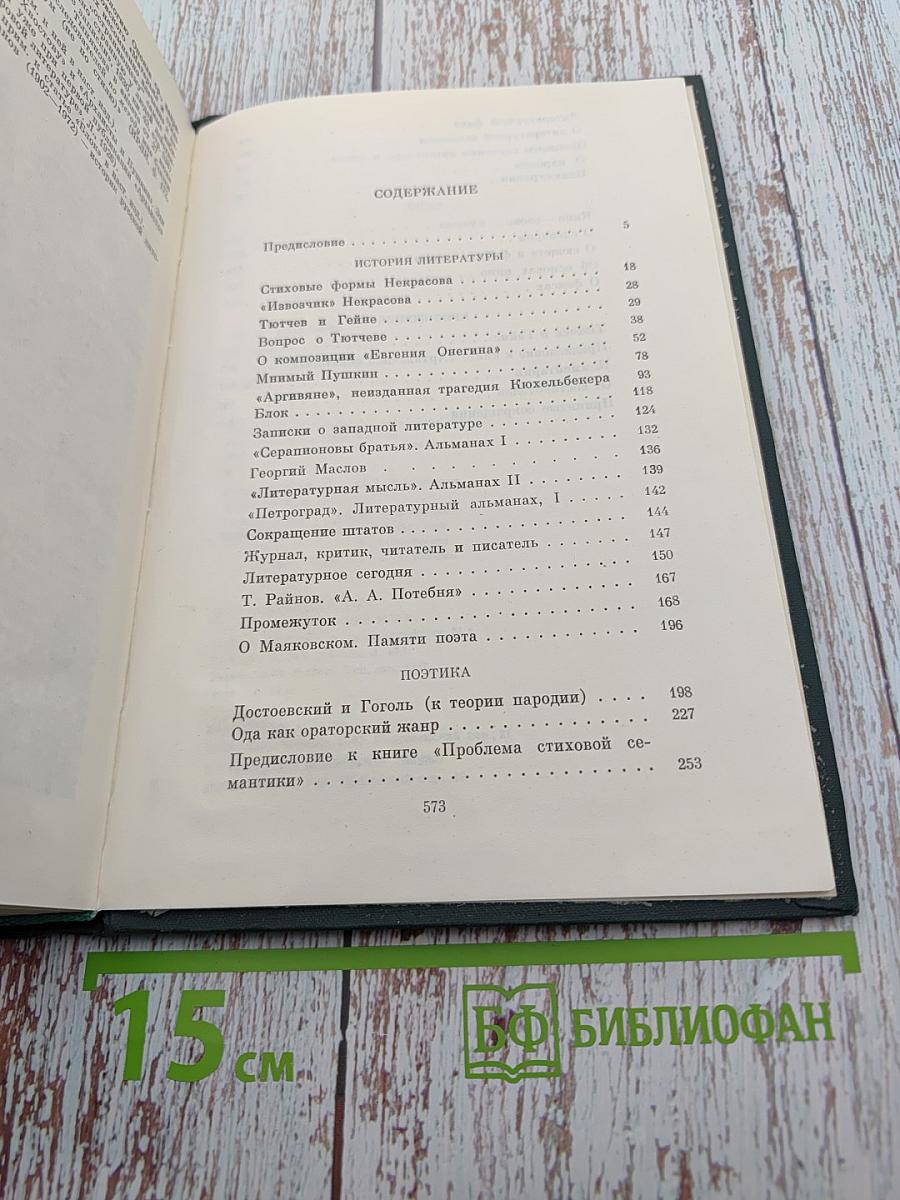 СОДЕРЖАНИЕ
Предисловие . . . . . . . . . . . . . . . . . . . . 5
ИСТОРИЯ ЛИТЕРАТУРЫ
Стиховые формы Некрасова . . . . . . . . . . 18
«Извозчик» Некрасова . . . . . . . . . . . . . 28
Тютчев и Гейне . . . . . . . . . . . . . . . . . 29
Вопрос о Тютчеве . . . . . . . . . . . . . . . . 38
О композиции «Евгения Онегина» . . . . . . . 52
Мнимый Пушкин . . . . . . . . . . . . . . . . . 78
«Аргивяне», неизданная трагедия Кюхельбекера 93
Блок . . . . . . . . . . . . . . . . . . . . . . 118
Записки о западной литературе . . . . . . . . 124
«Серапионовы братья». Альманах I . . . . . . . 132
Георгий Маслов . . . . . . . . . . . . 136
«Литературная мысль». Альманах II . . . . . . . 139
«Петроград». Литературный альманах, I . . . . . 142
Сокращение штатов . . . . . . . . . . . . . . . 144
Журнал, критик, читатель и писатель . . . . . . . 147
Литературное сегодня . . . . . . . . . . . . . . 150
Т. Райнов. «А. А. Потебня» . . . . . . . . . . . 167
Промежуток . . . . . . . . . . . . . . . . . . . 168
О Маяковском. Памяти поэта . . . . . . . . . . . 196
ПОЭТИКА
Достоевский и Гоголь (к теории пародии) . . . . 198
Ода как ораторский жанр . . . . . . . . . . . . . 227
Предисловие к книге «Проблема стиховой се-
мантики» . . . . . . . . . . . . . . . . . . . . . 253
573
15 см
БФ БИБЛИОФАН